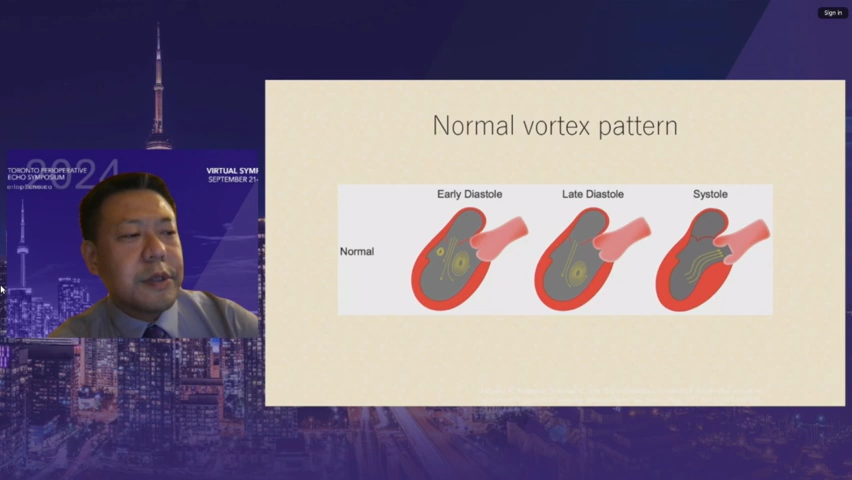 Sign in
2024
TORONTO PERIOPERATIVE
ECHO SYMPOSIUM
VIRTUAL SYMP
SEPTEMBER 21-
Normal vortex pattern
Early Diastole Late Diastole Systole
Normal